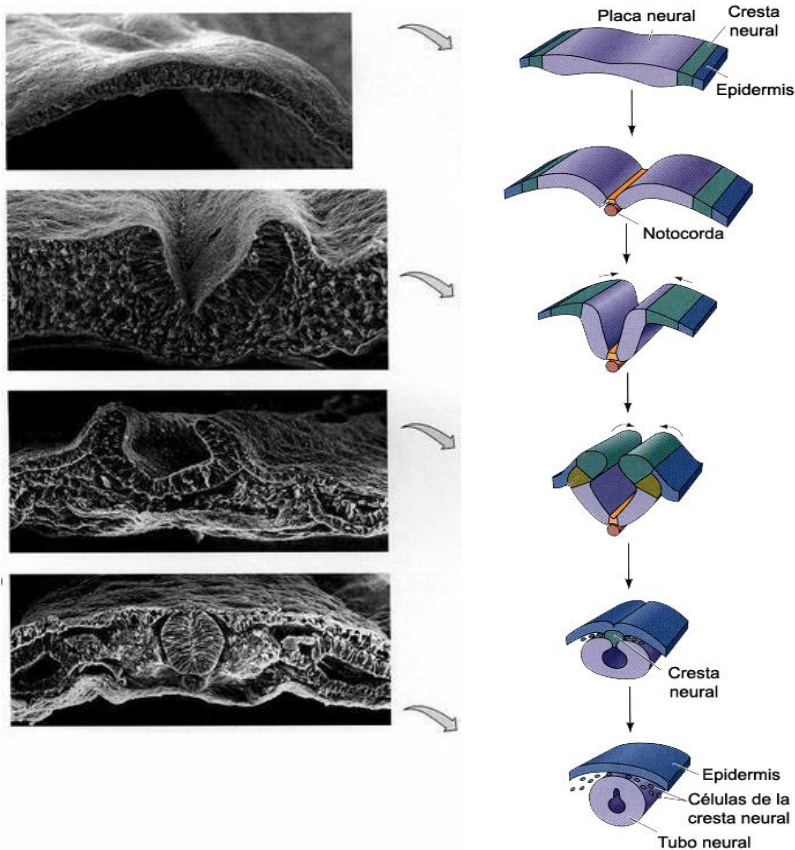 Placa neural
Cresta
neural
Epidermis
Notocorda
Cresta
neural
Epidermis
Células de la
cresta neural
Tubo neural